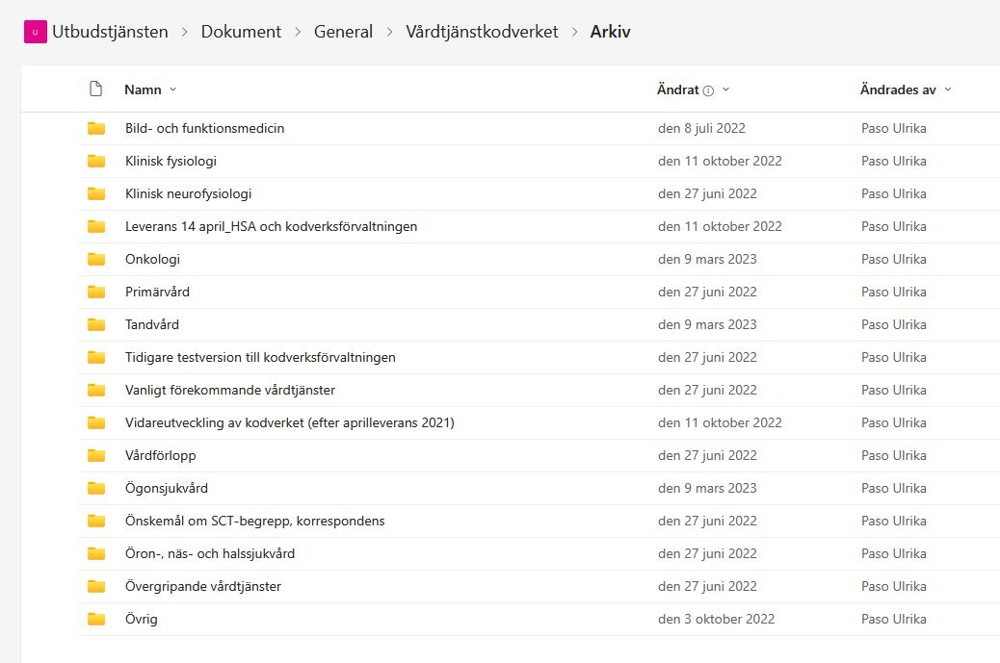 U Utbudstjänsten > Dokument > General > Vårdtjänstkodverket > Arkiv
Namn Ändrat Ändrades av
Bild- och funktionsmedicin den 8 juli 2022 Paso Ulrika
Klinisk fysiologi den 11 oktober 2022 Paso Ulrika
Klinisk neurofysiologi den 27 juni 2022 Paso Ulrika
Leverans 14 april_HSA och kodverksförvaltningen den 11 oktober 2022 Paso Ulrika
Onkologi den 9 mars 2023 Paso Ulrika
Primärvård den 27 juni 2022 Paso Ulrika
Tandvård den 9 mars 2023 Paso Ulrika
Tidigare testversion till kodverksförvaltningen den 27 juni 2022 Paso Ulrika
Vanligt förekommande vårdtjänster den 27 juni 2022 Paso Ulrika
Vidareutveckling av kodverket (efter aprilleverans 2021) den 11 oktober 2022 Paso Ulrika
Vårdförlopp den 27 juni 2022 Paso Ulrika
Ögonsjukvård den 9 mars 2023 Paso Ulrika
Önskemål om SCT-begrepp, korrespondens den 27 juni 2022 Paso Ulrika
Öron-, näs- och halssjukvård den 27 juni 2022 Paso Ulrika
Övergripande vårdtjänster den 27 juni 2022 Paso Ulrika
Övrig den 3 oktober 2022 Paso Ulrika